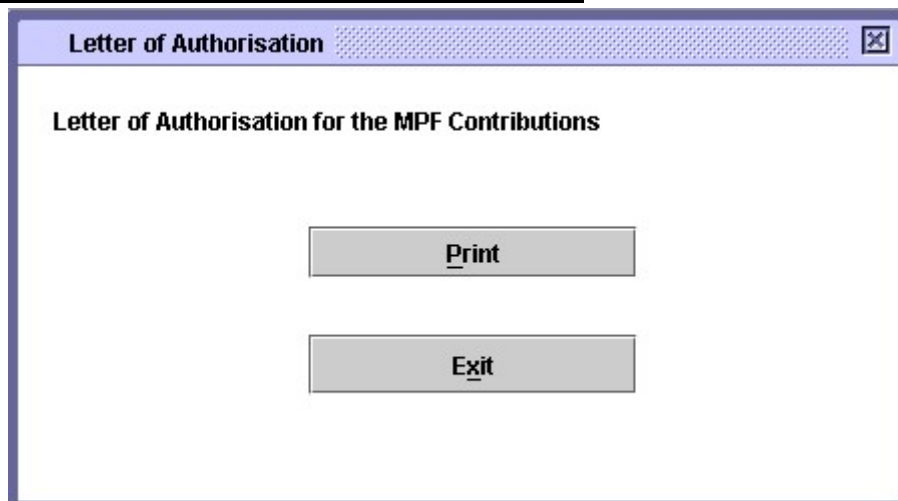 Letter of Authorisation
Letter of Authorisation for the MPF Contributions
Print
Exit